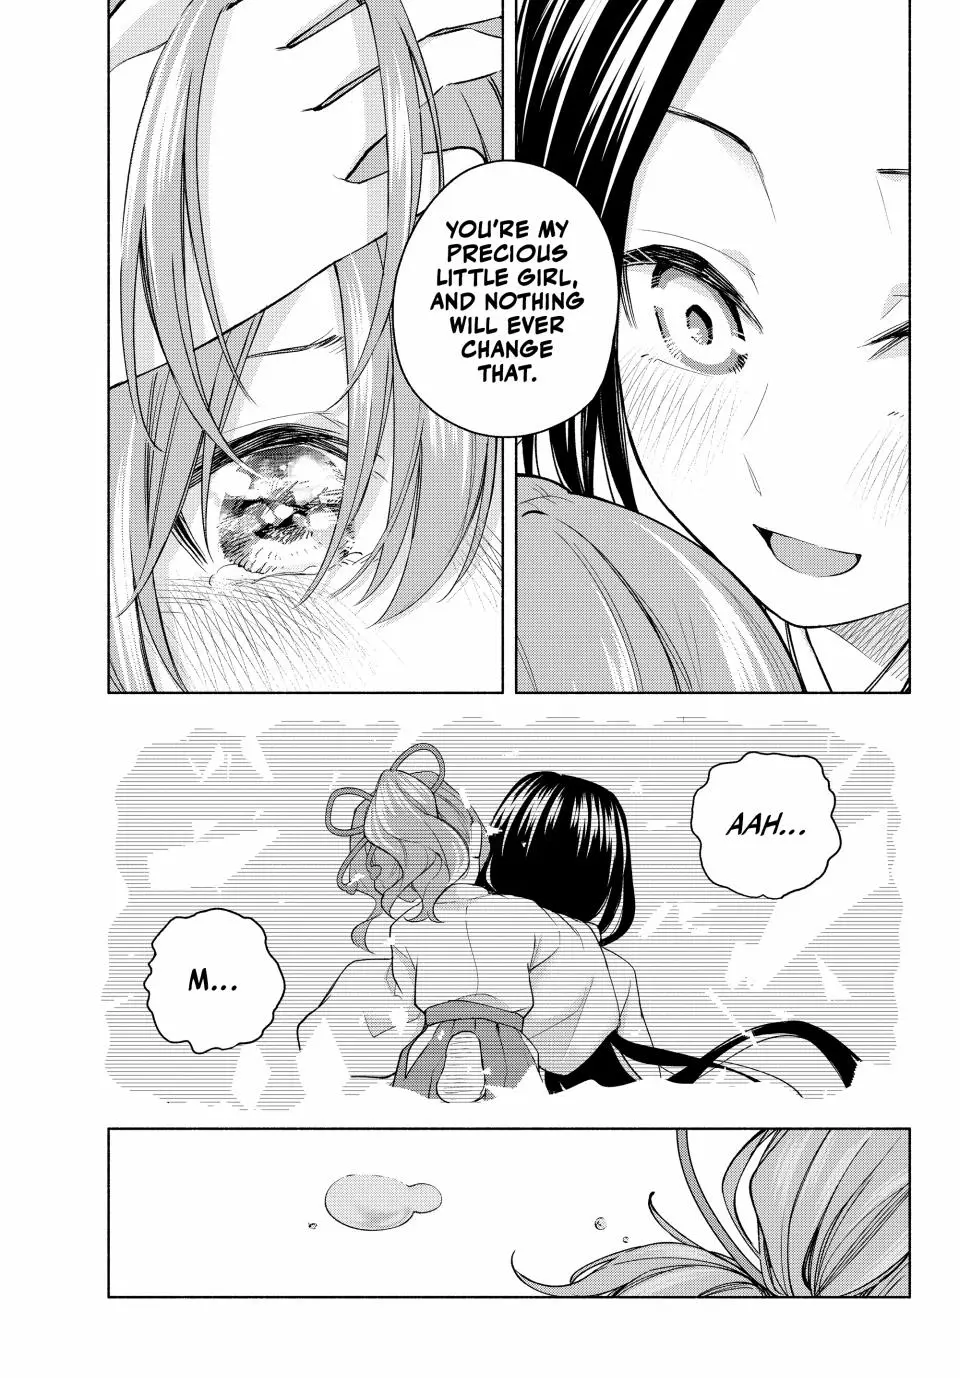 YOU'RE MY
PRECIOUS
LITTLE GIRL,
AND NOTHING
WILL EVER
CHANGE
THAT.
AAH...
M...